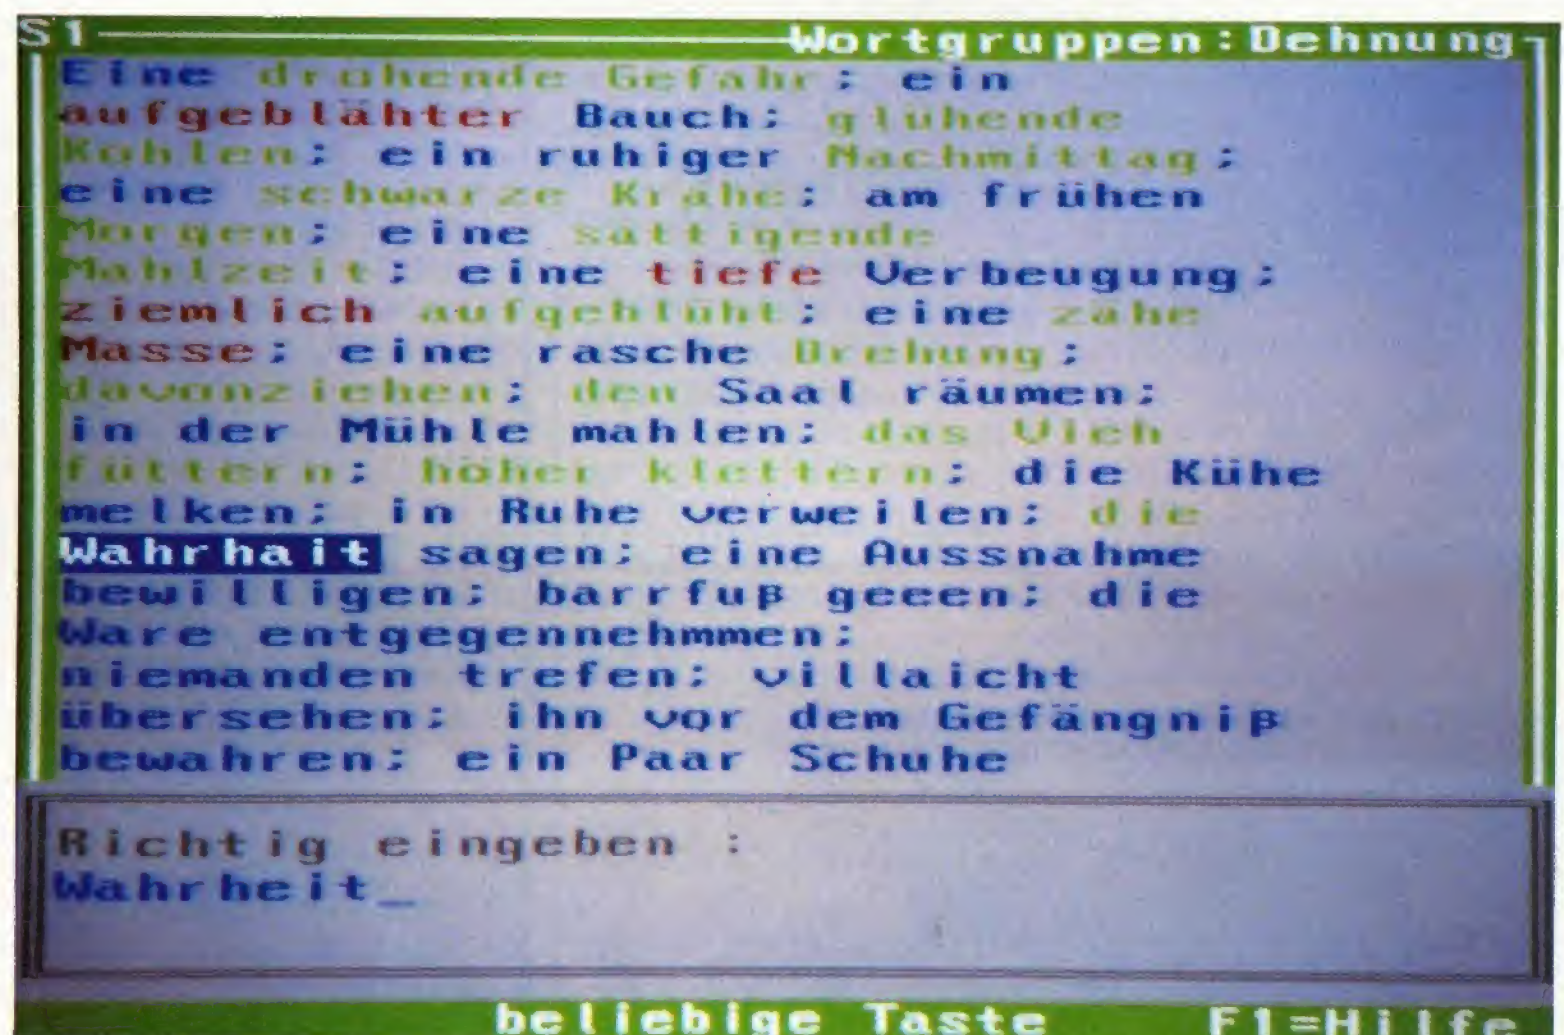 S1 Wortgruppen:Dehnung
Eine drohende Gefahr; ein
aufgeblähter Bauch; glühende
Kohlen; ein ruhiger Nachmittag;
eine schwarze Krähe; am frühen
Morgen; eine sättigende
Mahlzeit; eine tiefe Verbeugung;
ziemlich aufgeblüht; eine zähe
Masse; eine rasche Drehung;
davonziehen; den Saal räumen;
in der Mühle mahlen; das Vieh
füttern; höher klettern; die Kühe
melken; in Ruhe verweilen; die
Wahrhait sagen; eine Aussnahme
bewilligen; barrfuß geeen; die
Ware entgegennehmmen;
niemanden trefen; villaicht
übersehen; ihn vor dem Gefängniß
bewahren; ein Paar Schuhe
Richtig eingeben :
Wahrheit_
beliebige Taste F1=Hilfe